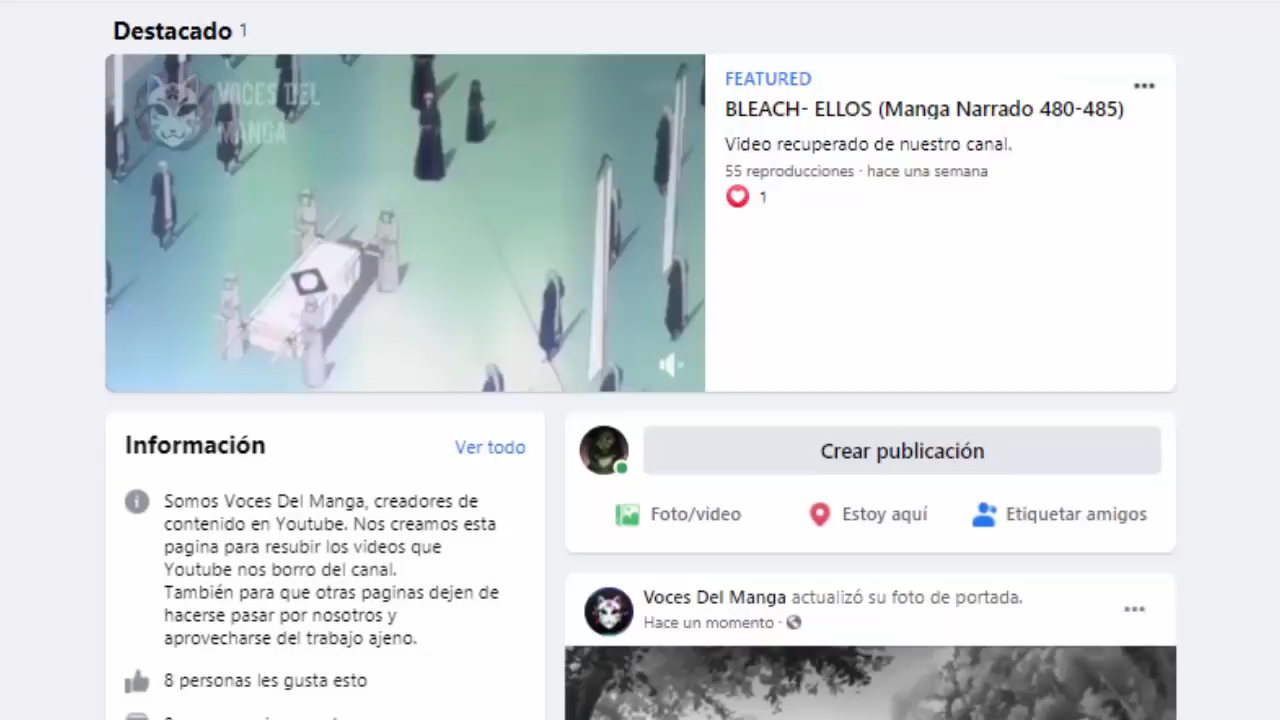 Destacado 1
VOCES DEL
MANGA
FEATURED
BLEACH- ELLOS (Manga Narrado 480-485)
Video recuperado de nuestro canal.
55 reproducciones · hace una semana
1
Información
Ver todo
Somos Voces Del Manga, creadores de
contenido en Youtube. Nos creamos esta
pagina para resubir los videos que
Youtube nos borro del canal.
También para que otras paginas dejen de
hacerse pasar por nosotros y
aprovecharse del trabajo ajeno.
8 personas les gusta esto
Crear publicación
Foto/video
Estoy aquí
Etiquetar amigos
Voces Del Manga actualizó su foto de portada.
Hace un momento ·